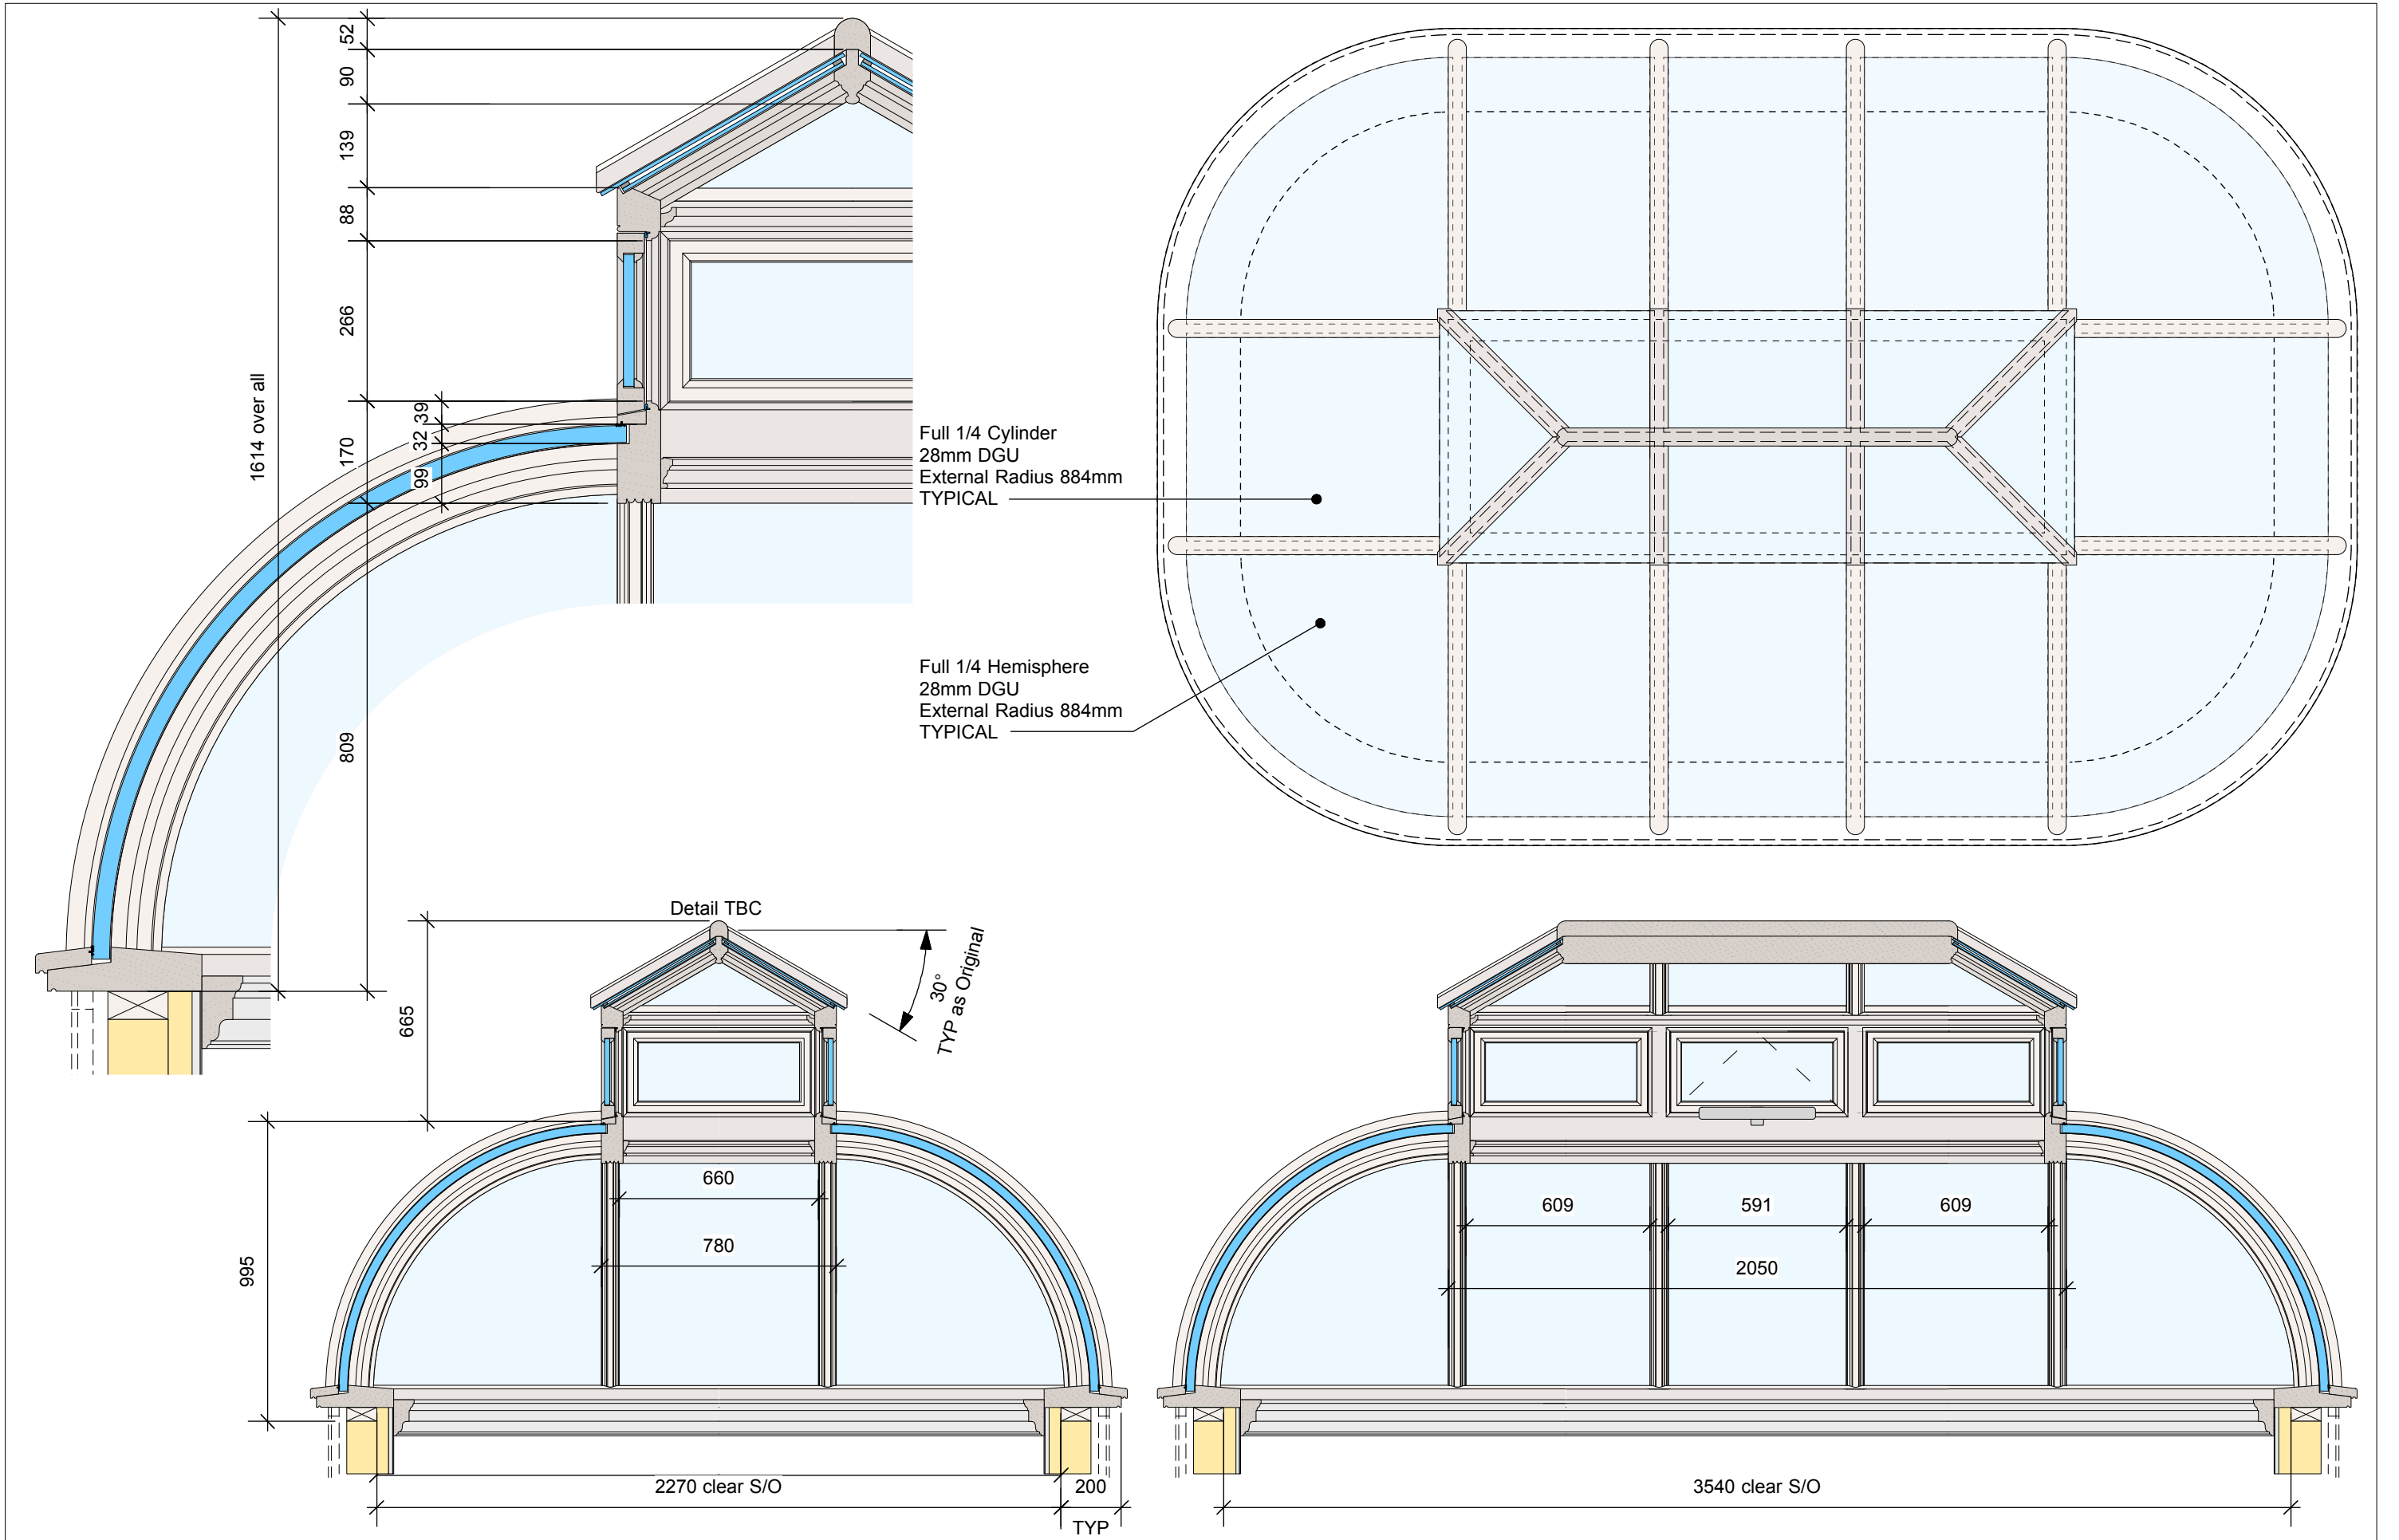 52
90
139
88
266
1614 over all
39
32
170
99
809
Full 1/4 Cylinder
28mm DGU
External Radius 884mm
TYPICAL
Full 1/4 Hemisphere
28mm DGU
External Radius 884mm
TYPICAL
Detail TBC
30°
TYP as Original
665
995
660
780
2270 clear S/O
200
TYP
609
591
609
2050
3540 clear S/O